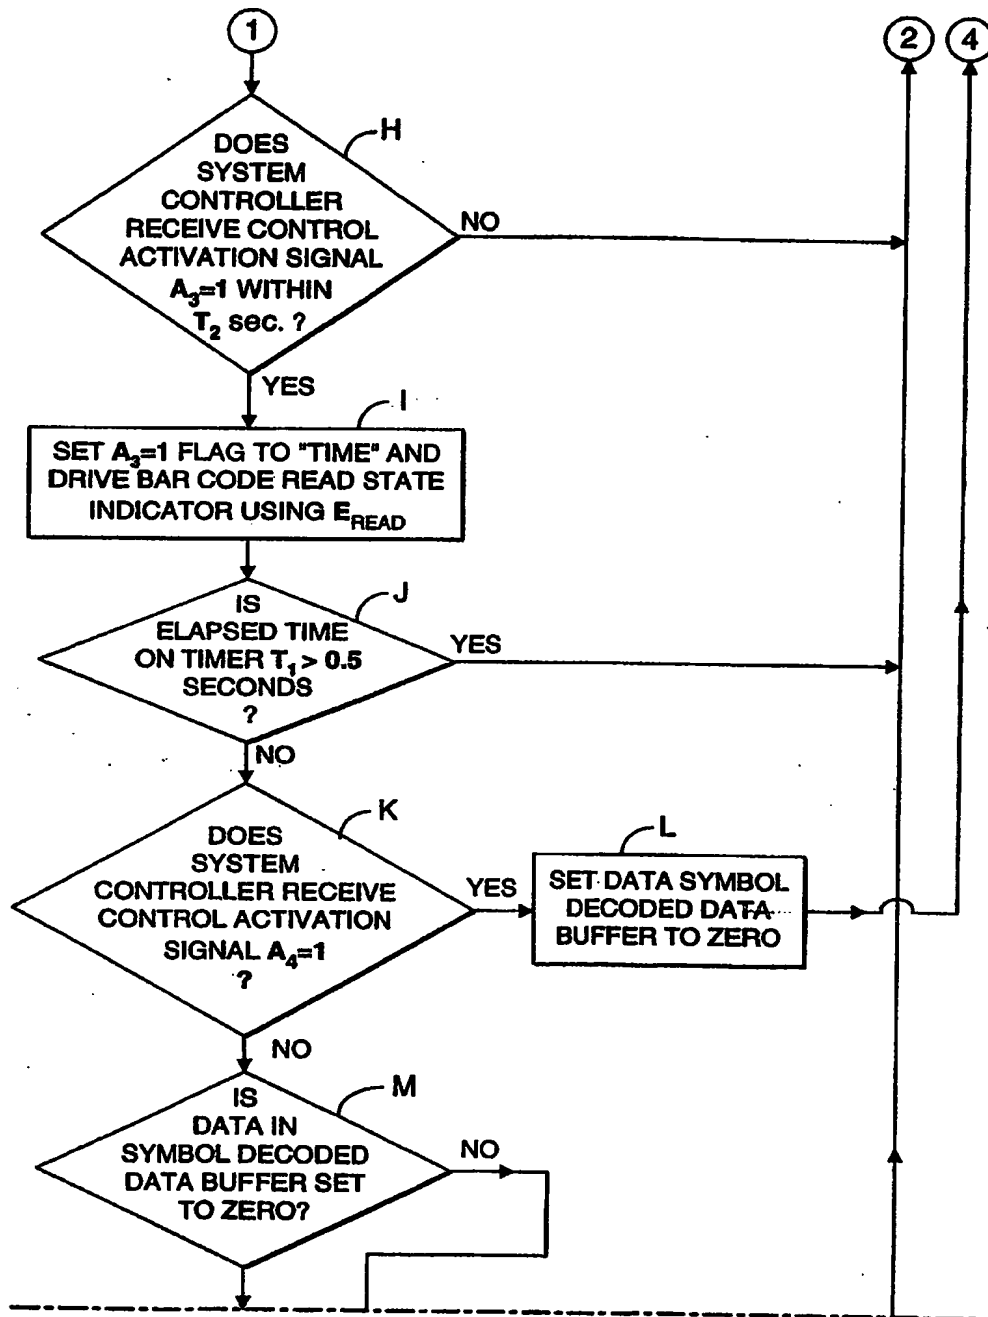 1
2
4
H
DOES
SYSTEM
CONTROLLER
RECEIVE CONTROL
ACTIVATION SIGNAL
A₃=1 WITHIN
T₂ sec. ?
NO
YES
I
SET A₃=1 FLAG TO "TIME" AND
DRIVE BAR CODE READ STATE
INDICATOR USING E_READ
J
IS
ELAPSED TIME
ON TIMER T₁ > 0.5
SECONDS
?
YES
NO
K
DOES
SYSTEM
CONTROLLER RECEIVE
CONTROL ACTIVATION
SIGNAL A₄=1
?
YES
L
SET DATA SYMBOL
DECODED DATA
BUFFER TO ZERO
NO
M
IS
DATA IN
SYMBOL DECODED
DATA BUFFER SET
TO ZERO?
NO